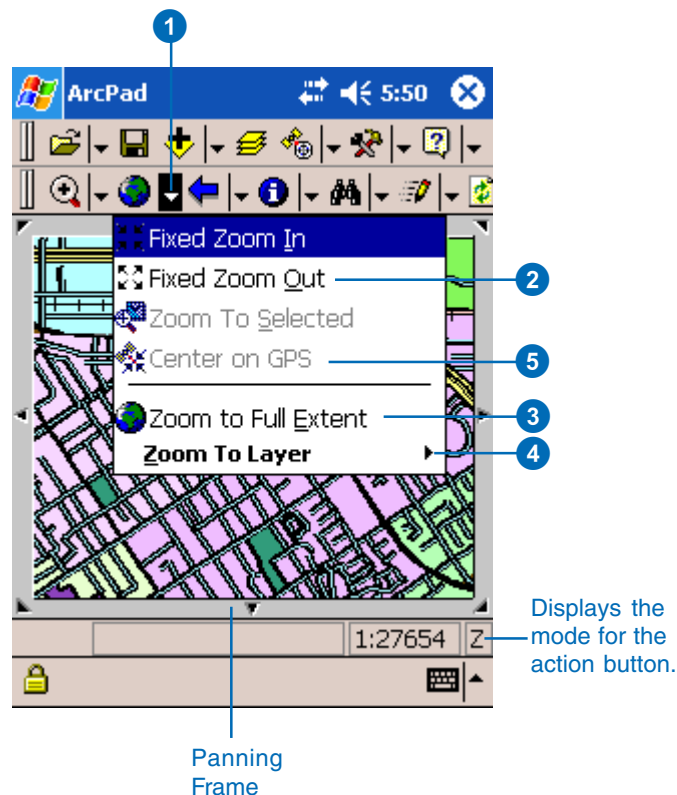 1
ArcPad 5:50
Fixed Zoom In
Fixed Zoom Out
2
Zoom To Selected
Center on GPS
5
Zoom to Full Extent
3
Zoom To Layer
4
Displays the
mode for the
action button.
1:27654 Z
Panning
Frame